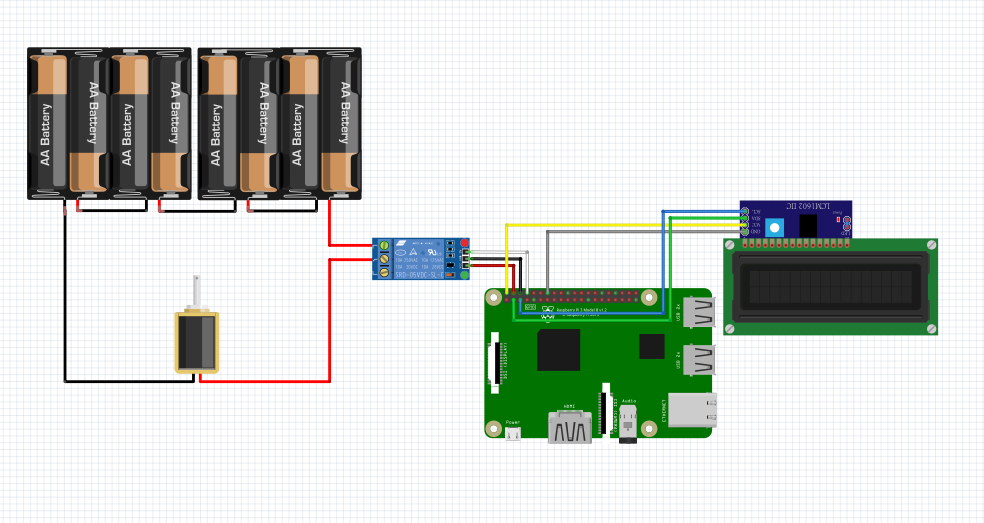 AA Battery
AA Battery
AA Battery
AA Battery
AA Battery
AA Battery
AA Battery
AA Battery
LCM1602 IIC
SCL
SDA
VCC
GND
SRD-05VDC-SL-C
Raspberry Pi 3 Model B v1.2
USB 2x
USB 2x
DSI (DISPLAY)
ETHERNET
Audio
HDMI
Power